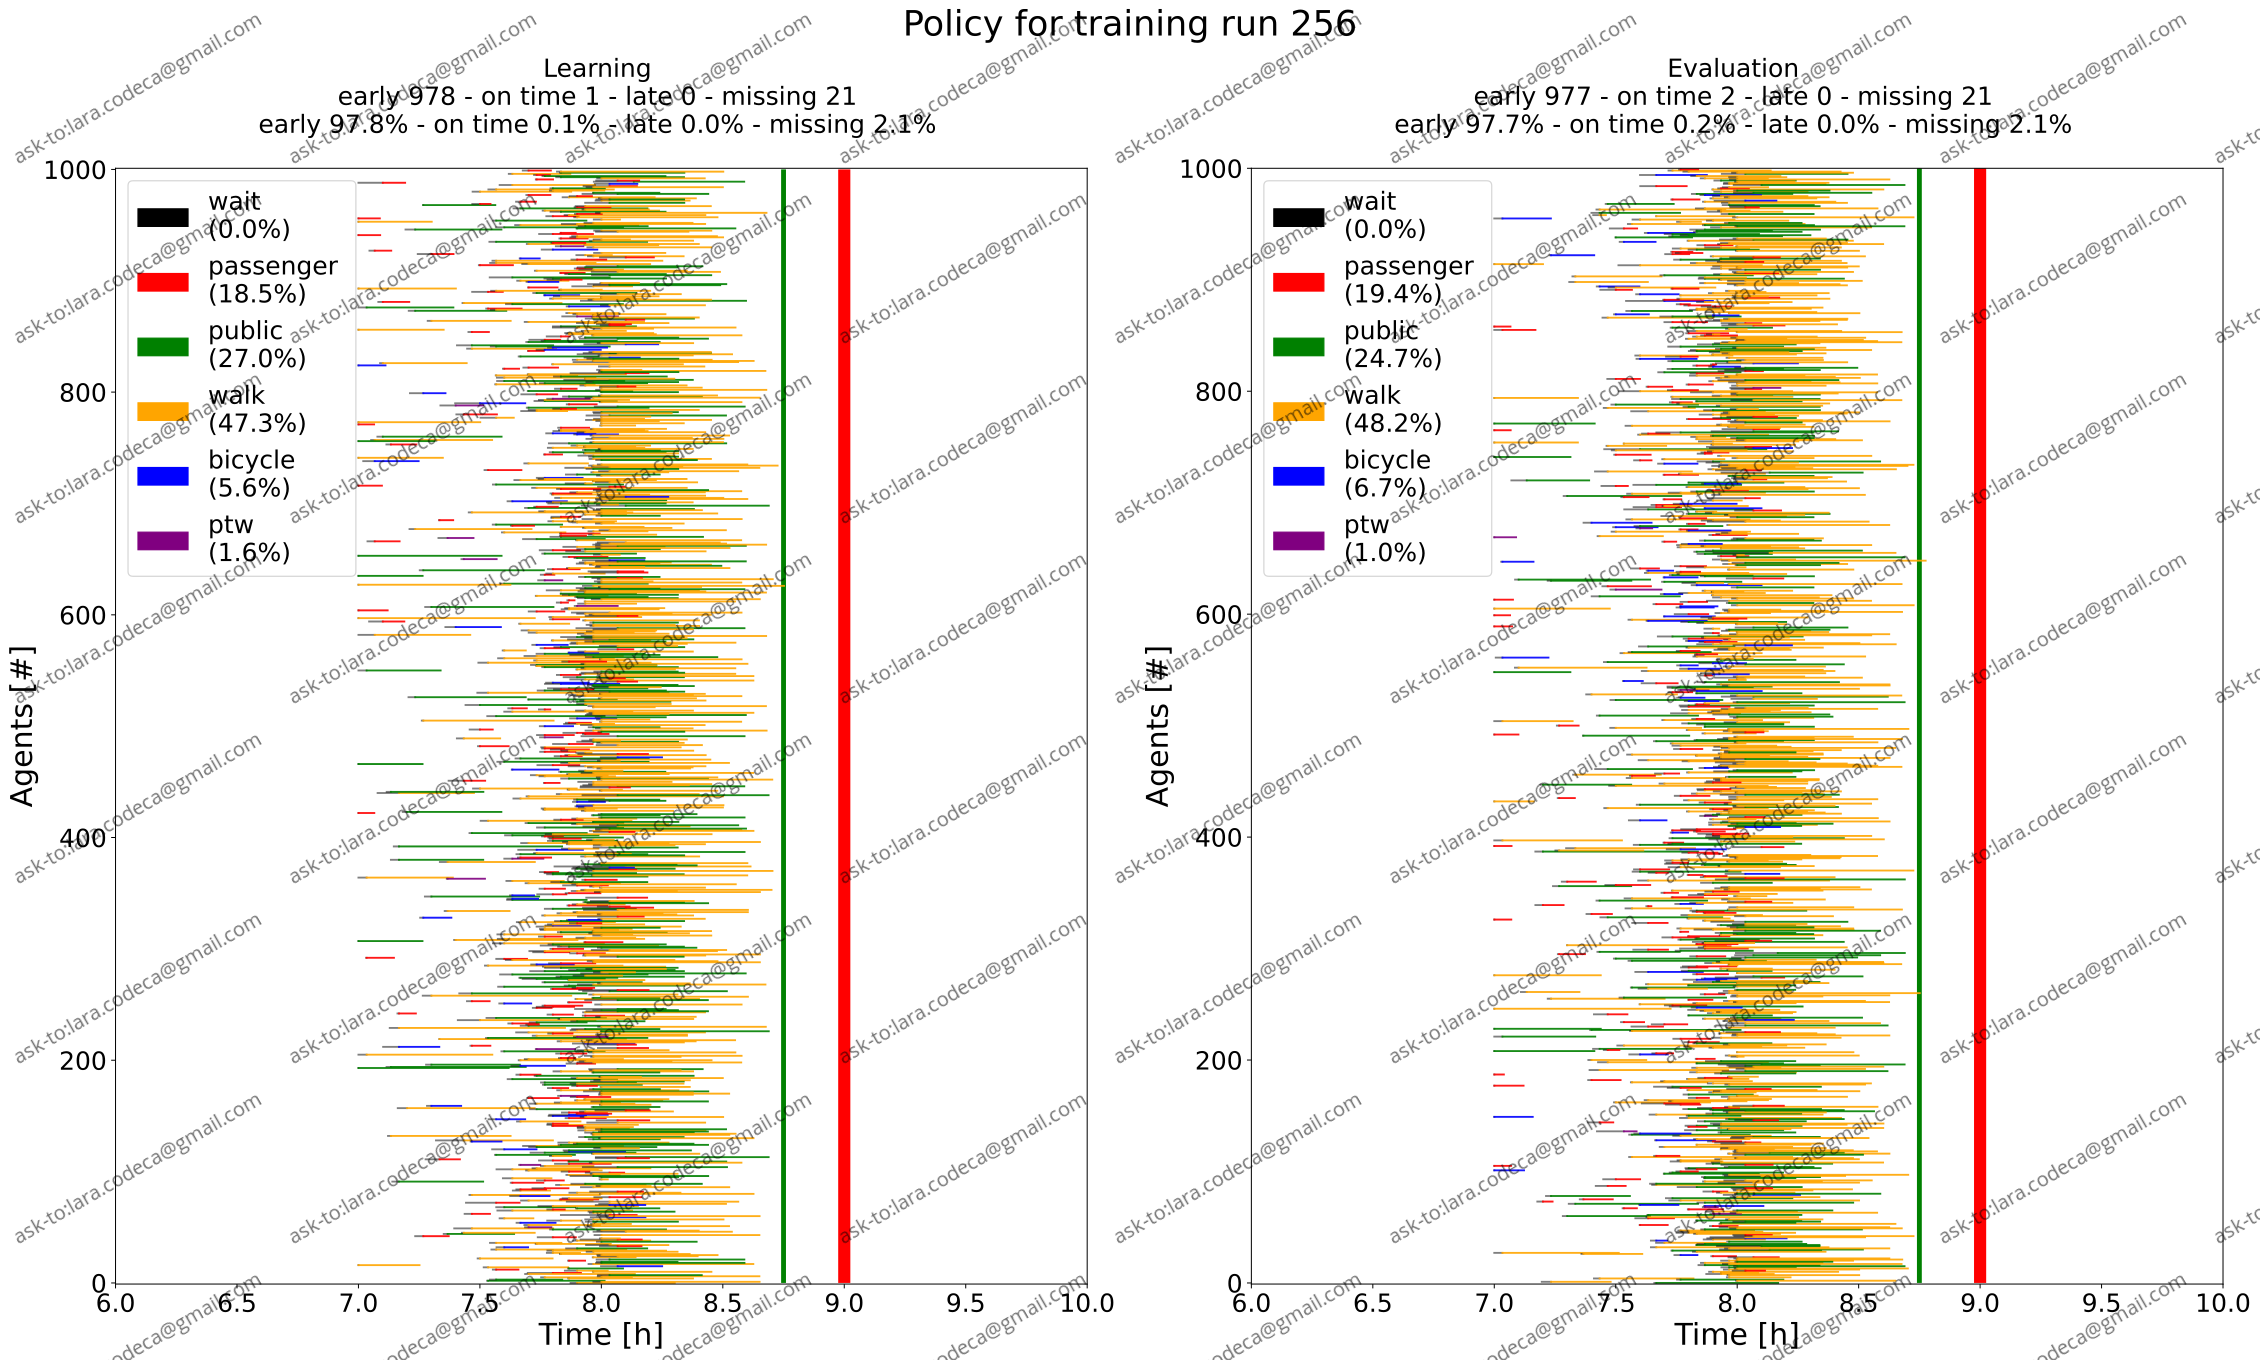 Policy for training run 256
Learning
early 978 - on time 1 - late 0 - missing 21
early 97.8% - on time 0.1% - late 0.0% - missing 2.1%
1000
800
600
400
200
0
Agents [#]
wait
(0.0%)
passenger
(18.5%)
public
(27.0%)
walk
(47.3%)
bicycle
(5.6%)
ptw
(1.6%)
6.0 6.5 7.0 7.5 8.0 8.5 9.0 9.5 10.0
Time [h]
Evaluation
early 977 - on time 2 - late 0 - missing 21
early 97.7% - on time 0.2% - late 0.0% - missing 2.1%
1000
800
600
400
200
0
Agents [#]
wait
(0.0%)
passenger
(19.4%)
public
(24.7%)
walk
(48.2%)
bicycle
(6.7%)
ptw
(1.0%)
6.0 6.5 7.0 7.5 8.0 8.5 9.0 9.5 10.0
Time [h]
ask-to:lara.codeca@gmail.com